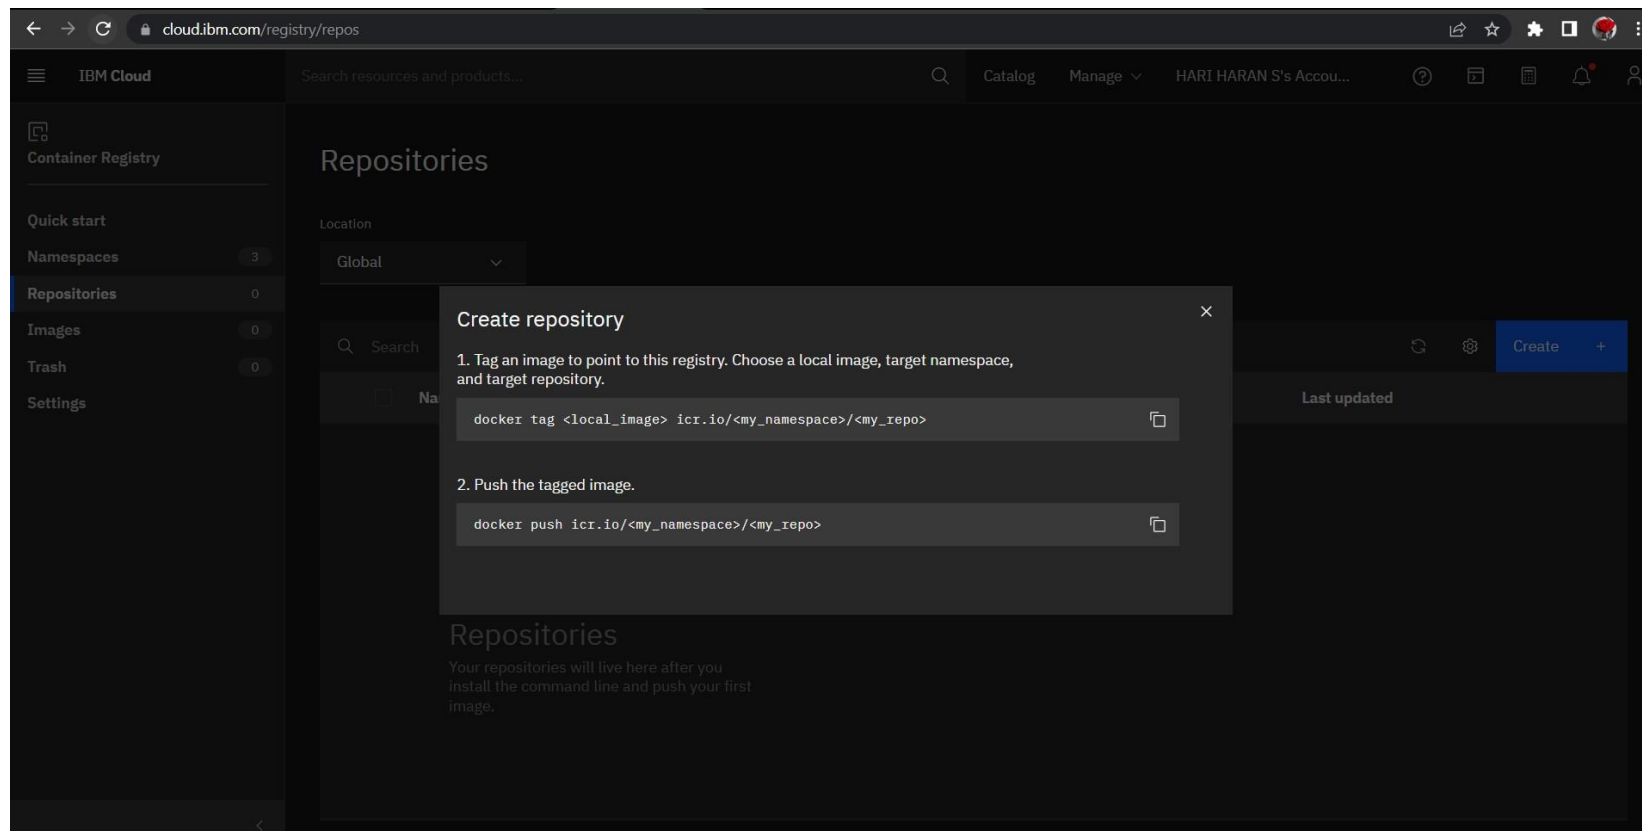 cloud.ibm.com/registry/repos
IBM Cloud
Search resources and products...
Catalog
Manage
HARI HARAN S's Accou...
Container Registry
Quick start
Namespaces 3
Repositories 0
Images 0
Trash 0
Settings
Repositories
Location
Global
Search
Create +
Na
Last updated
Create repository
1. Tag an image to point to this registry. Choose a local image, target namespace,
and target repository.
docker tag <local_image> icr.io/<my_namespace>/<my_repo>
2. Push the tagged image.
docker push icr.io/<my_namespace>/<my_repo>
Repositories
Your repositories will live here after you
install the command line and push your first
image.